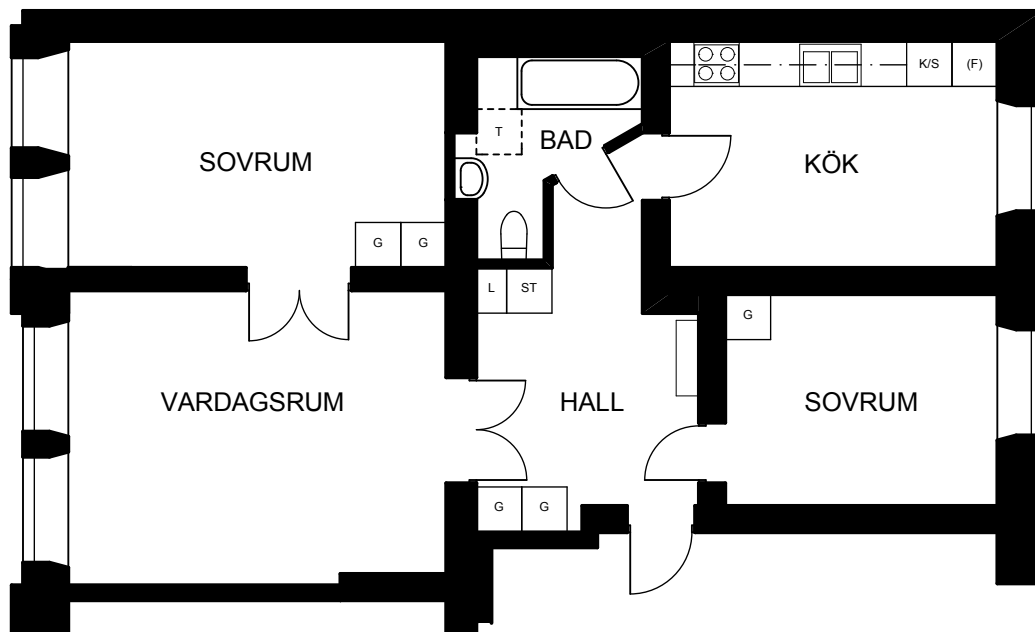 K/S
(F)
T
BAD
SOVRUM
KÖK
G
G
L
ST
G
VARDAGSRUM
HALL
SOVRUM
G
G